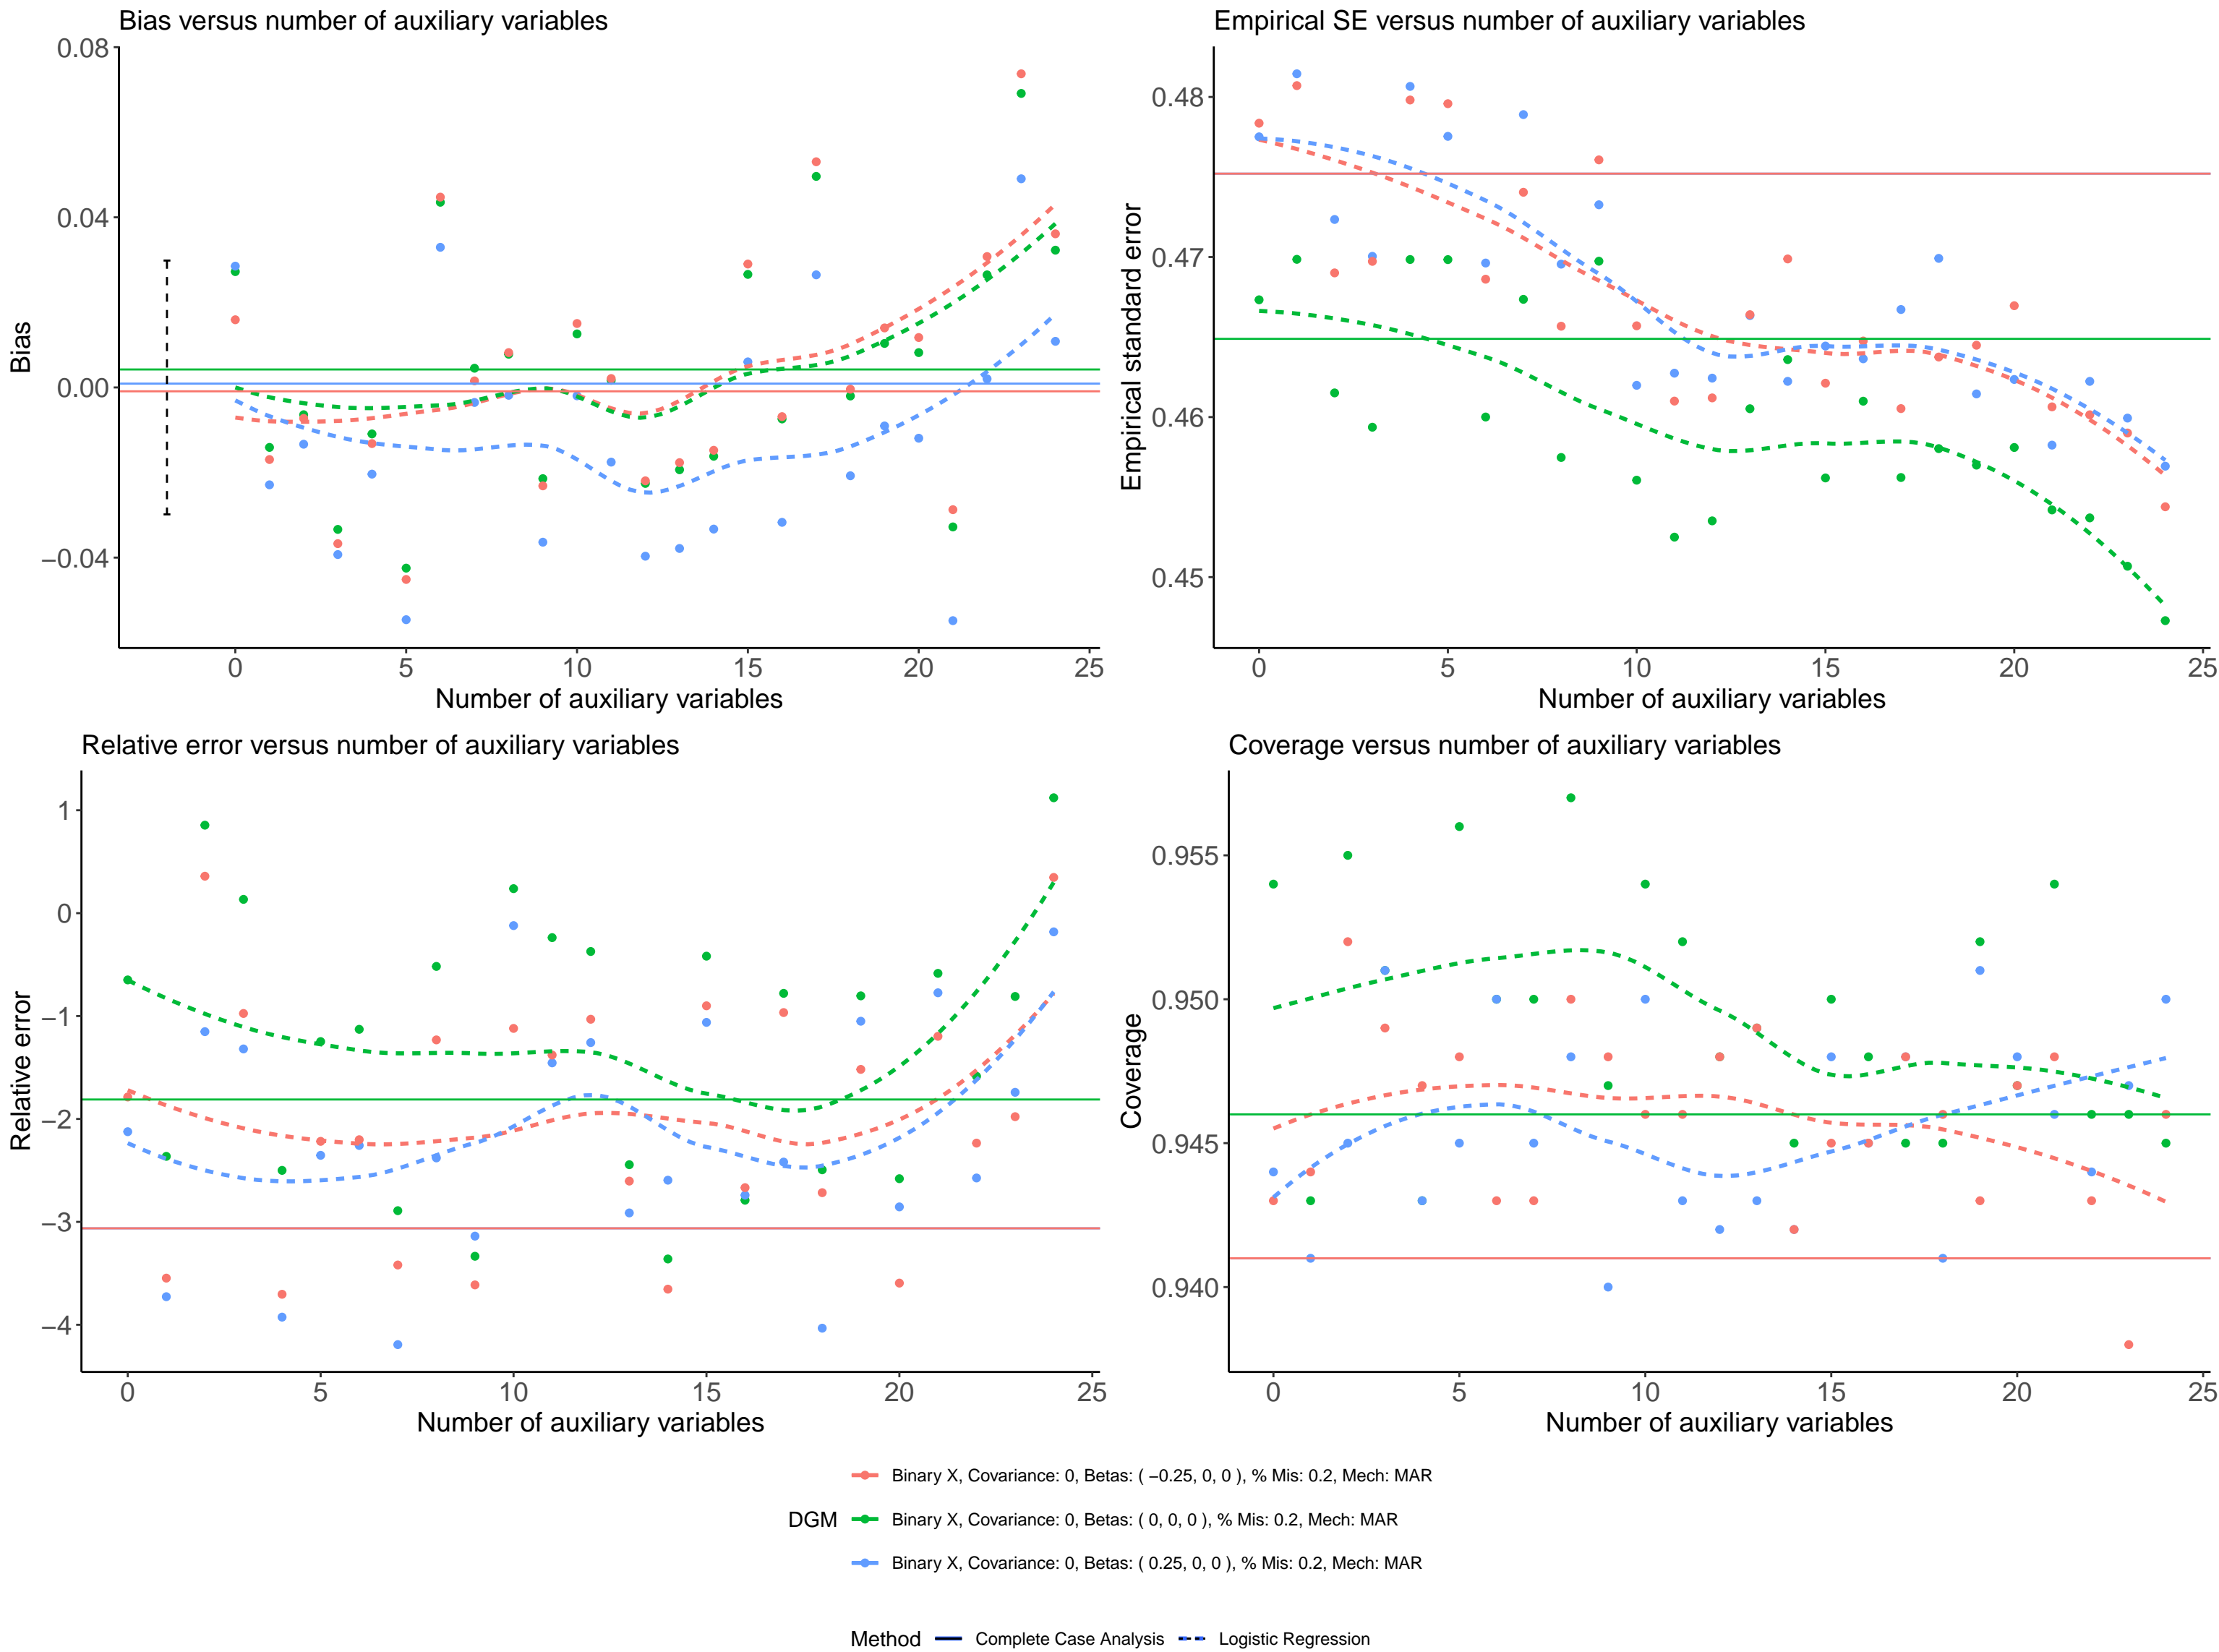 Bias versus number of auxiliary variables
0.08
0.04
0.00
−0.04
Bias
0 5 10 15 20 25
Number of auxiliary variables
Empirical SE versus number of auxiliary variables
0.48
0.47
0.46
0.45
Empirical standard error
0 5 10 15 20 25
Number of auxiliary variables
Relative error versus number of auxiliary variables
1
0
−1
−2
−3
−4
Relative error
0 5 10 15 20 25
Number of auxiliary variables
Coverage versus number of auxiliary variables
0.955
0.950
0.945
0.940
Coverage
0 5 10 15 20 25
Number of auxiliary variables
DGM
Binary X, Covariance: 0, Betas: ( −0.25, 0, 0 ), % Mis: 0.2, Mech: MAR
Binary X, Covariance: 0, Betas: ( 0, 0, 0 ), % Mis: 0.2, Mech: MAR
Binary X, Covariance: 0, Betas: ( 0.25, 0, 0 ), % Mis: 0.2, Mech: MAR
Method Complete Case Analysis Logistic Regression